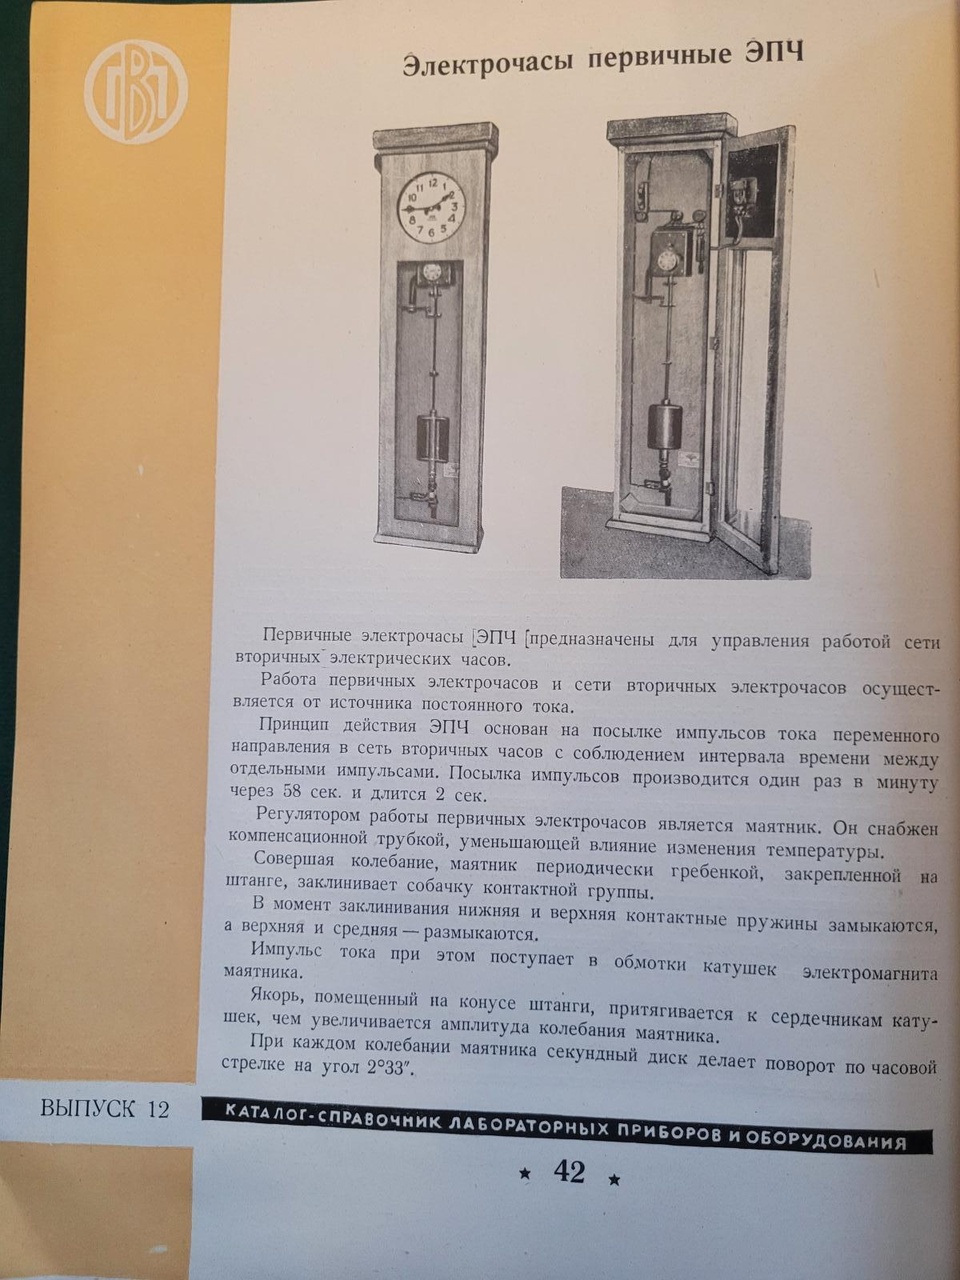 ГВП
Электрочасы первичные ЭПЧ
Первичные электрочасы [ЭПЧ [предназначены для управления работой сети
вторичных электрических часов.
Работа первичных электрочасов и сети вторичных электрочасов осущест-
вляется от источника постоянного тока.
Принцип действия ЭПЧ основан на посылке импульсов тока переменного
направления в сеть вторичных часов с соблюдением интервала времени между
отдельными импульсами. Посылка импульсов производится один раз в минуту
через 58 сек. и длится 2 сек.
Регулятором работы первичных электрочасов является маятник. Он снабжен
компенсационной трубкой, уменьшающей влияние изменения температуры.
Совершая колебание, маятник периодически гребенкой, закрепленной на
штанге, заклинивает собачку контактной группы.
В момент заклинивания нижняя и верхняя контактные пружины замыкаются,
а верхняя и средняя — размыкаются.
Импульс тока при этом поступает в обмотки катушек электромагнита
маятника.
Якорь, помещенный на конусе штанги, притягивается к сердечникам кату-
шек, чем увеличивается амплитуда колебания маятника.
При каждом колебании маятника секундный диск делает поворот по часовой
стрелке на угол 2°33″.
ВЫПУСК 12
КАТАЛОГ-СПРАВОЧНИК ЛАБОРАТОРНЫХ ПРИБОРОВ И ОБОРУДОВАНИЯ
★ 42 ★